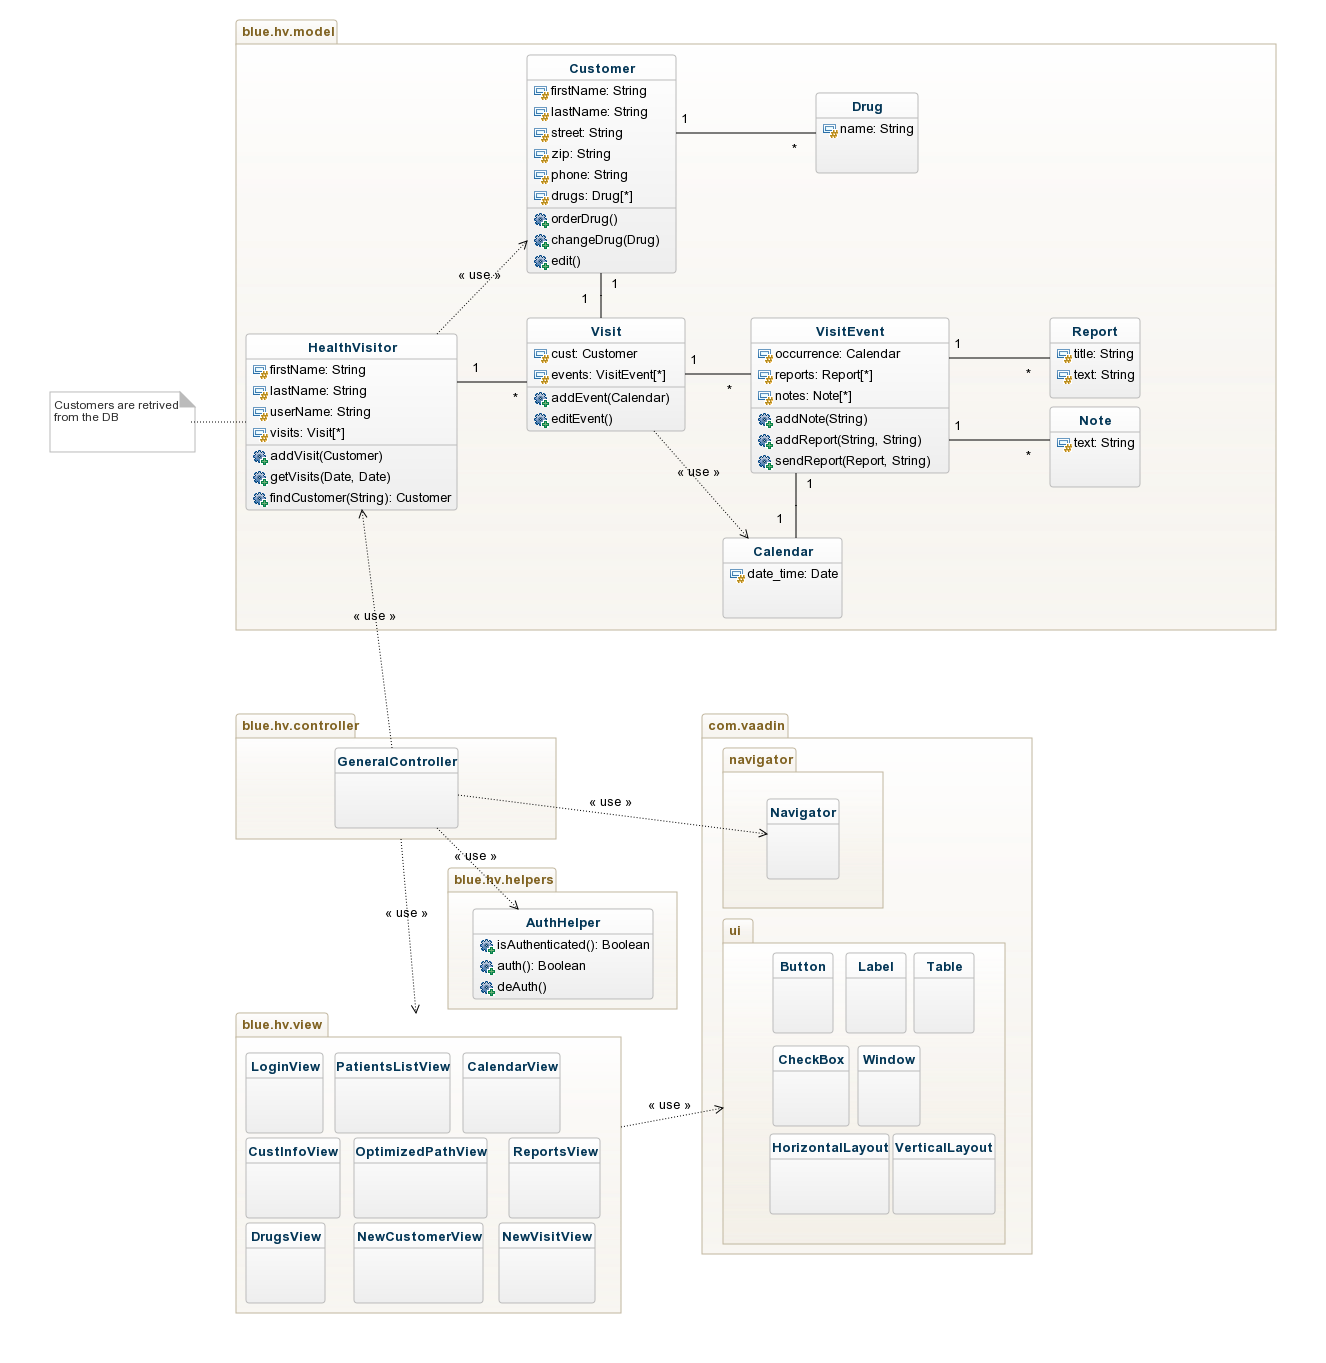 blue.hv.model
Customer
firstName: String
lastName: String
street: String
zip: String
phone: String
drugs: Drug[*]
orderDrug()
changeDrug(Drug)
edit()
1
*
Drug
name: String
« use »
1
1
HealthVisitor
firstName: String
lastName: String
userName: String
visits: Visit[*]
addVisit(Customer)
getVisits(Date, Date)
findCustomer(String): Customer
Customers are retrived
from the DB
1
*
Visit
cust: Customer
events: VisitEvent[*]
addEvent(Calendar)
editEvent()
1
*
VisitEvent
occurrence: Calendar
reports: Report[*]
notes: Note[*]
addNote(String)
addReport(String, String)
sendReport(Report, String)
1
*
Report
title: String
text: String
1
*
Note
text: String
« use »
1
1
Calendar
date_time: Date
« use »
blue.hv.controller
GeneralController
« use »
« use »
« use »
blue.hv.helpers
AuthHelper
isAuthenticated(): Boolean
auth(): Boolean
deAuth()
com.vaadin
navigator
Navigator
ui
Button
Label
Table
CheckBox
Window
HorizontalLayout
VerticalLayout
blue.hv.view
LoginView
PatientsListView
CalendarView
CustInfoView
OptimizedPathView
ReportsView
DrugsView
NewCustomerView
NewVisitView
« use »